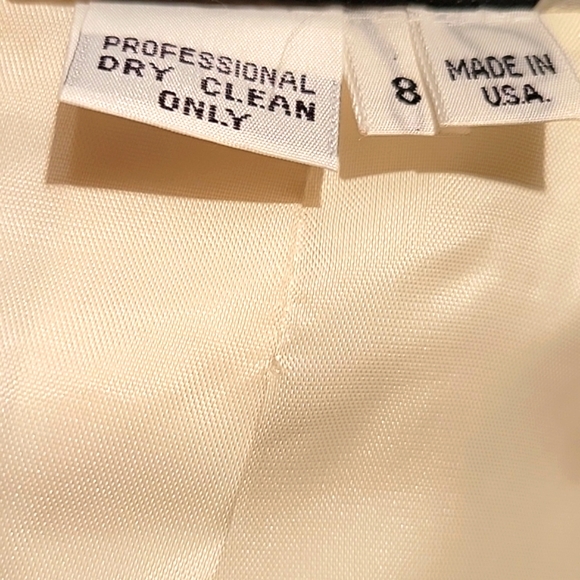 PROFESSIONAL
DRY CLEAN
ONLY
8
MADE IN
U.S.A.